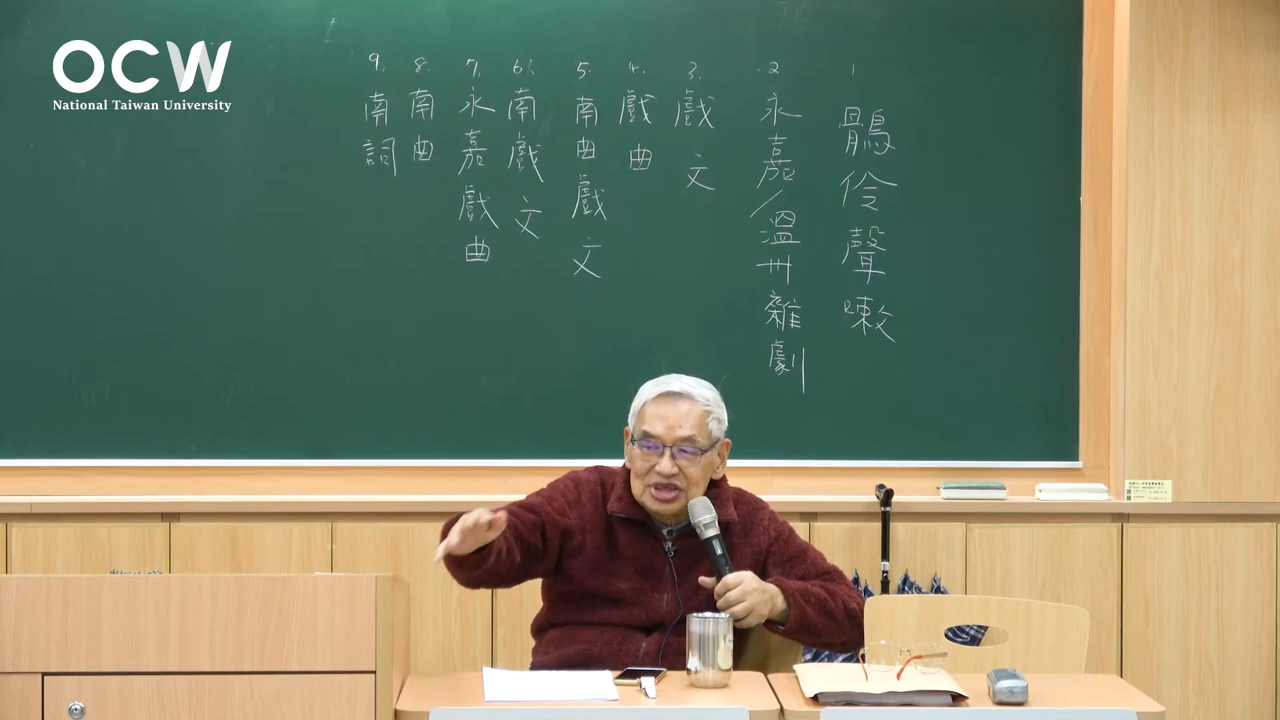 OCW
National Taiwan University
1 鶻伶聲嗽
2 永嘉/溫州雜劇
3. 戲文
4. 戲曲
5. 南曲戲文
6. 南戲文
7. 永嘉戲曲
8. 南曲
9. 南詞